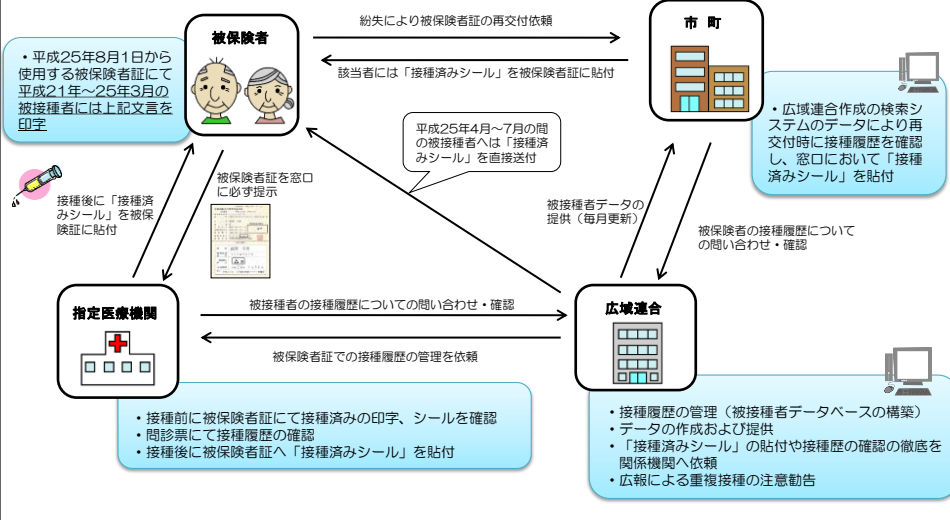 紛失により被保険者証の再交付依頼
被保険者
市 町
該当者には「接種済みシール」を被保険者証に貼付
・平成25年8月1日から
使用する被保険者証にて
平成21年～25年3月の
被接種者には上記文言を
印字
平成25年4月～7月の間
の被接種者へは「接種済
みシール」を直接送付
・広域連合作成の検索シ
ステムのデータにより再
交付時に接種履歴を確認
し、窓口において「接種
済みシール」を貼付
接種後に「接種済
みシール」を被保
険証に貼付
被保険者証を窓口
に必ず提示
被接種者データの
提供（毎月更新）
被保険者の接種履歴について
の問い合わせ・確認
指定医療機関
被接種者の接種履歴についての問い合わせ・確認
広域連合
被保険者証での接種履歴の管理を依頼
・接種前に被保険者証にて接種済みの印字、シールを確認
・問診票にて接種履歴の確認
・接種後に被保険者証へ「接種済みシール」を貼付
・接種履歴の管理（被接種者データベースの構築）
・データの作成および提供
・「接種済みシール」の貼付や接種歴の確認の徹底を
関係機関へ依頼
・広報による重複接種の注意勧告